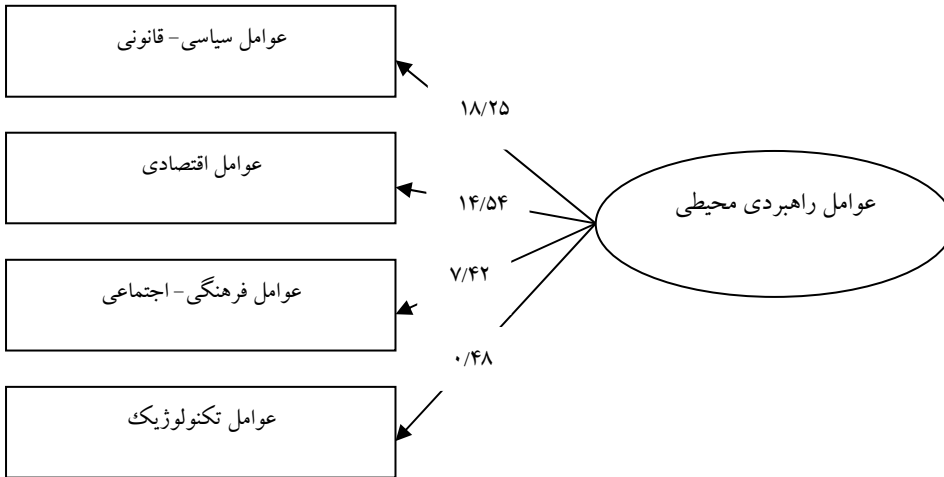 عوامل سیاسی- قانونی
۱۸/۲۵
عوامل اقتصادی
عوامل راهبردی محیطی
۱۴/۵۴
۷/۴۲
عوامل فرهنگی- اجتماعی
۰/۴۸
عوامل تکنولوژیک